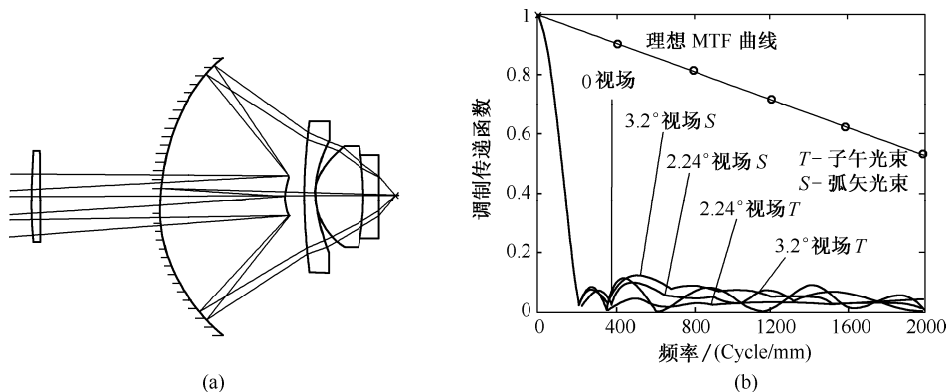 1
0.8
0.6
0.4
0.2
0
调制传递函数
理想 MTF 曲线
0 视场
3.2°视场 S
2.24°视场 S
T－子午光束
S－弧矢光束
2.24°视场 T
3.2°视场 T
0 400 800 1200 1600 2000
频率/(Cycle/mm)
(a)
(b)